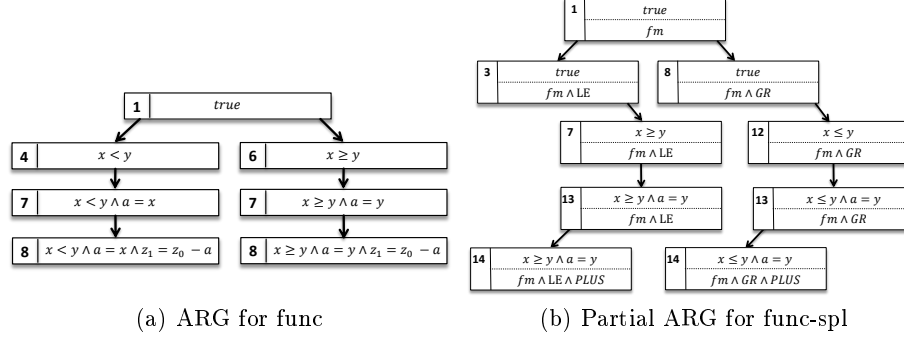 1 true
4 x < y
6 x ≥ y
7 x < y ∧ a = x
7 x ≥ y ∧ a = y
8 x < y ∧ a = x ∧ z₁ = z₀ − a
8 x ≥ y ∧ a = y ∧ z₁ = z₀ − a
(a) ARG for func
1 true
fm
3 true
fm ∧ LE
8 true
fm ∧ GR
7 x ≥ y
fm ∧ LE
12 x ≤ y
fm ∧ GR
13 x ≥ y ∧ a = y
fm ∧ LE
13 x ≤ y ∧ a = y
fm ∧ GR
14 x ≥ y ∧ a = y
fm ∧ LE ∧ PLUS
14 x ≤ y ∧ a = y
fm ∧ GR ∧ PLUS
(b) Partial ARG for func-spl